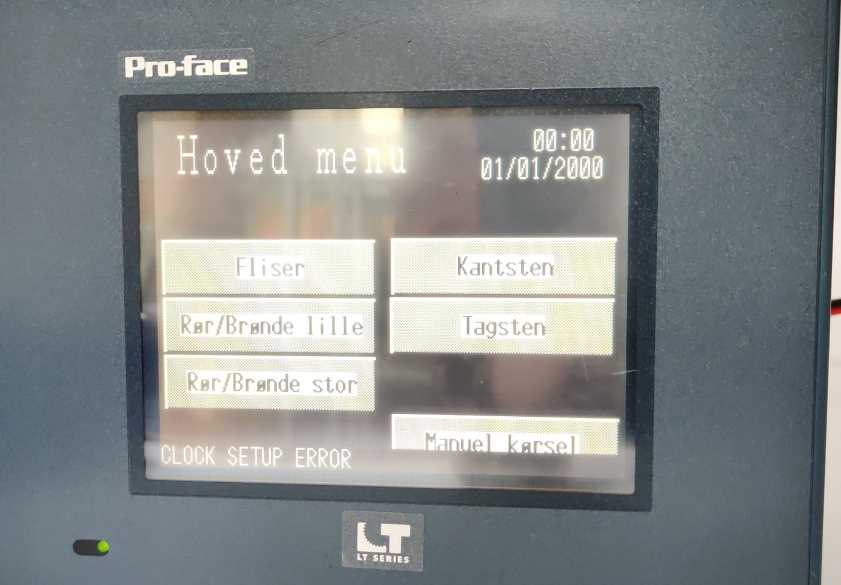 Pro-face
Hoved menu
00:00
01/01/2000
Fliser
Kantsten
Rør/Brønde lille
Tagsten
Rør/Brønde stor
Manuel kørsel
CLOCK SETUP ERROR
LT
LT SERIES